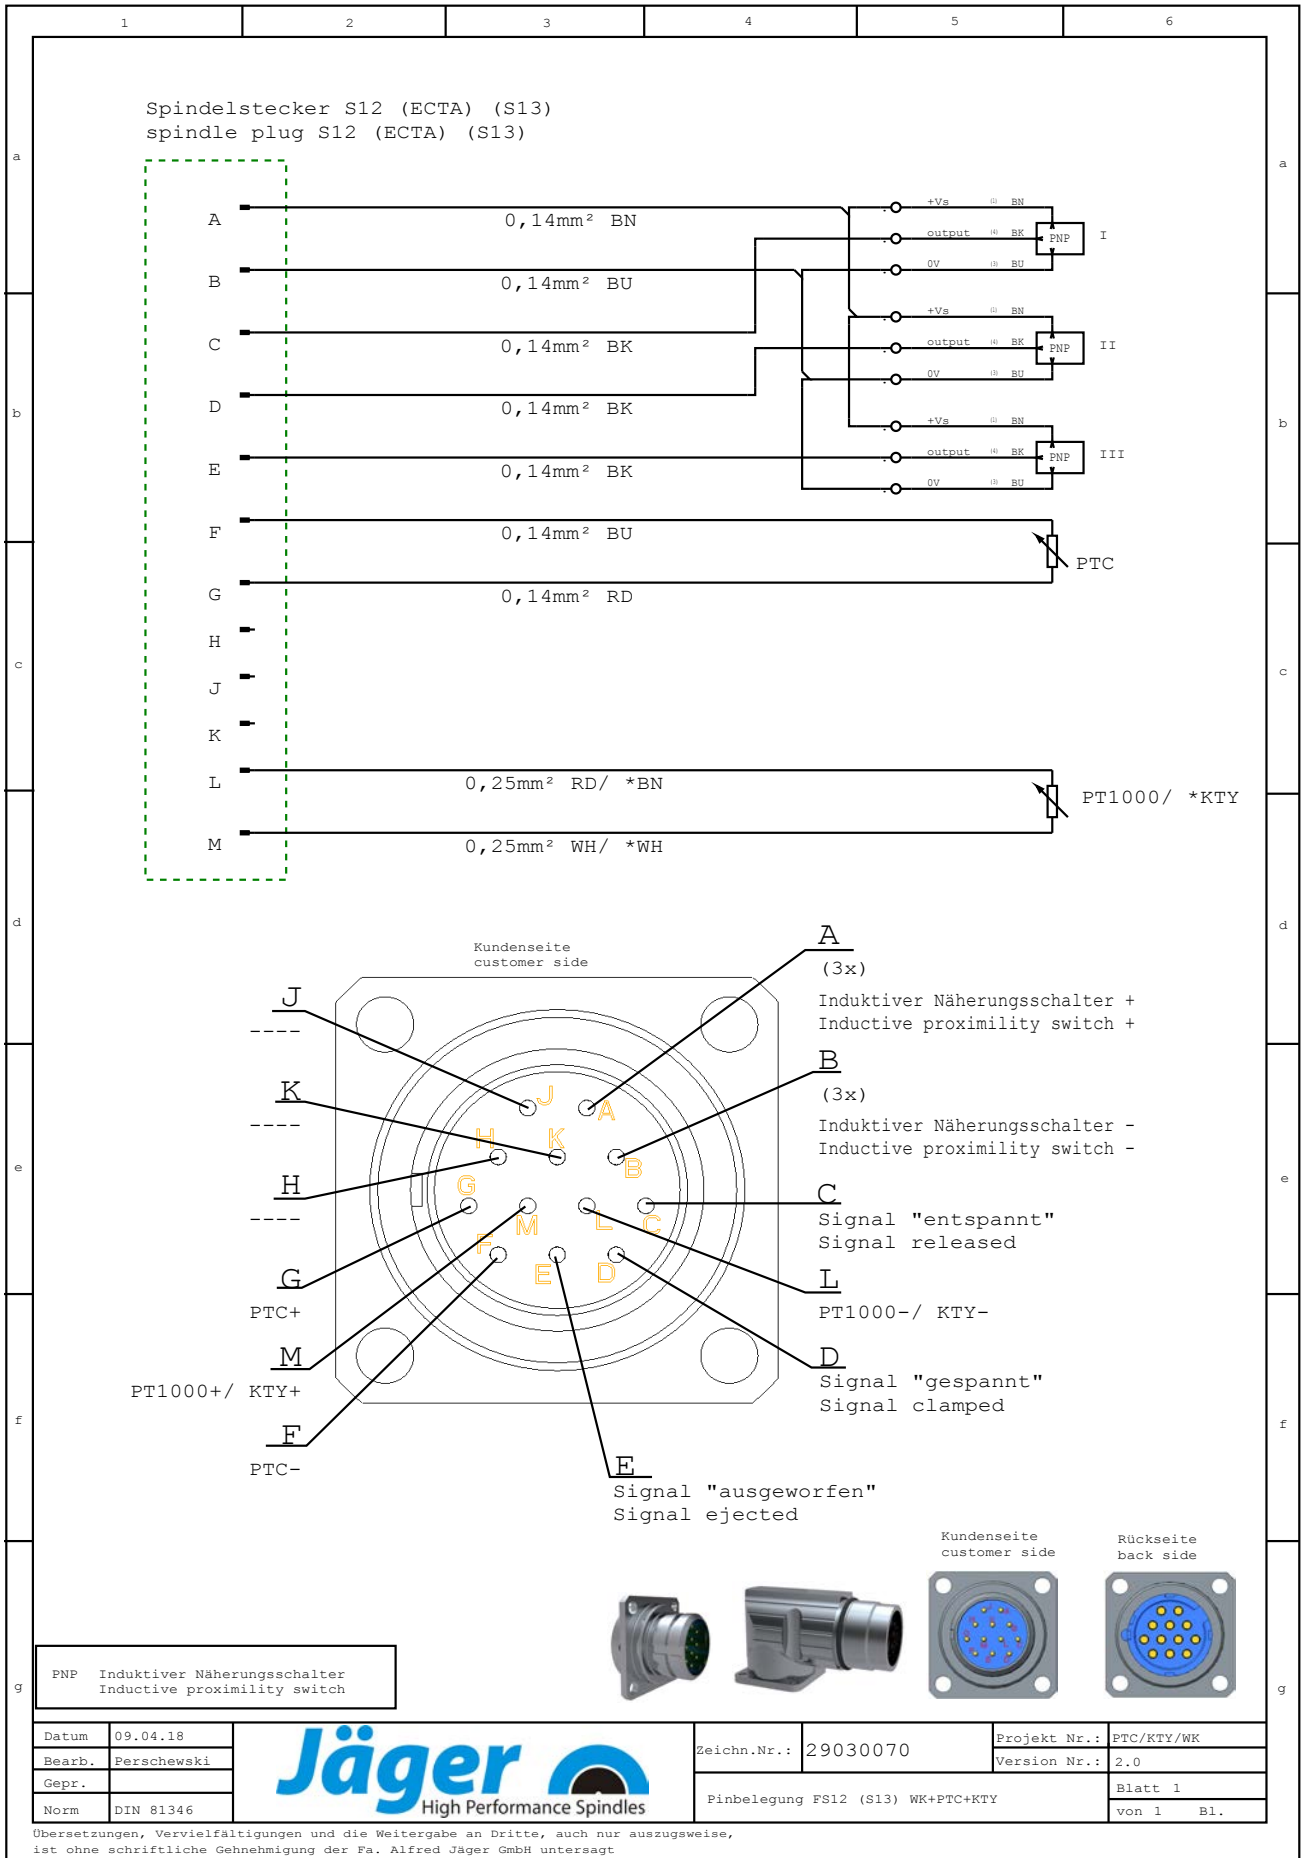 1 2 3 4 5 6
Spindelstecker S12 (ECTA) (S13)
spindle plug S12 (ECTA) (S13)
a a
A 0,14mm² BN +Vs (1) BN
output (4) BK PNP I
B 0,14mm² BU 0V (3) BU
C 0,14mm² BK +Vs (1) BN
output (4) BK PNP II
D 0,14mm² BK 0V (3) BU
b b
+Vs (1) BN
E 0,14mm² BK output (4) BK PNP III
0V (3) BU
F 0,14mm² BU
PTC
G 0,14mm² RD
H
c c
J
K
L 0,25mm² RD/ *BN
PT1000/ *KTY
M 0,25mm² WH/ *WH
d d
Kundenseite
customer side
A
(3x)
Induktiver Näherungsschalter +
Inductive proximility switch +
J
----
B
(3x)
Induktiver Näherungsschalter -
Inductive proximility switch -
K
----
J A
H K B
e e
G M L C
F E D
H
----
C
Signal "entspannt"
Signal released
G
PTC+
L
PT1000-/ KTY-
M
PT1000+/ KTY+
D
Signal "gespannt"
Signal clamped
f f
F
PTC-
E
Signal "ausgeworfen"
Signal ejected
Kundenseite
customer side
Rückseite
back side
g g
PNP Induktiver Näherungsschalter
Inductive proximility switch
Datum 09.04.18
Bearb. Perschewski
Gepr.
Norm DIN 81346
Jäger
High Performance Spindles
Zeichn.Nr.: 29030070
Projekt Nr.: PTC/KTY/WK
Version Nr.: 2.0
Pinbelegung FS12 (S13) WK+PTC+KTY
Blatt 1
von 1 Bl.
Übersetzungen, Vervielfältigungen und die Weitergabe an Dritte, auch nur auszugsweise,
ist ohne schriftliche Gehnehmigung der Fa. Alfred Jäger GmbH untersagt